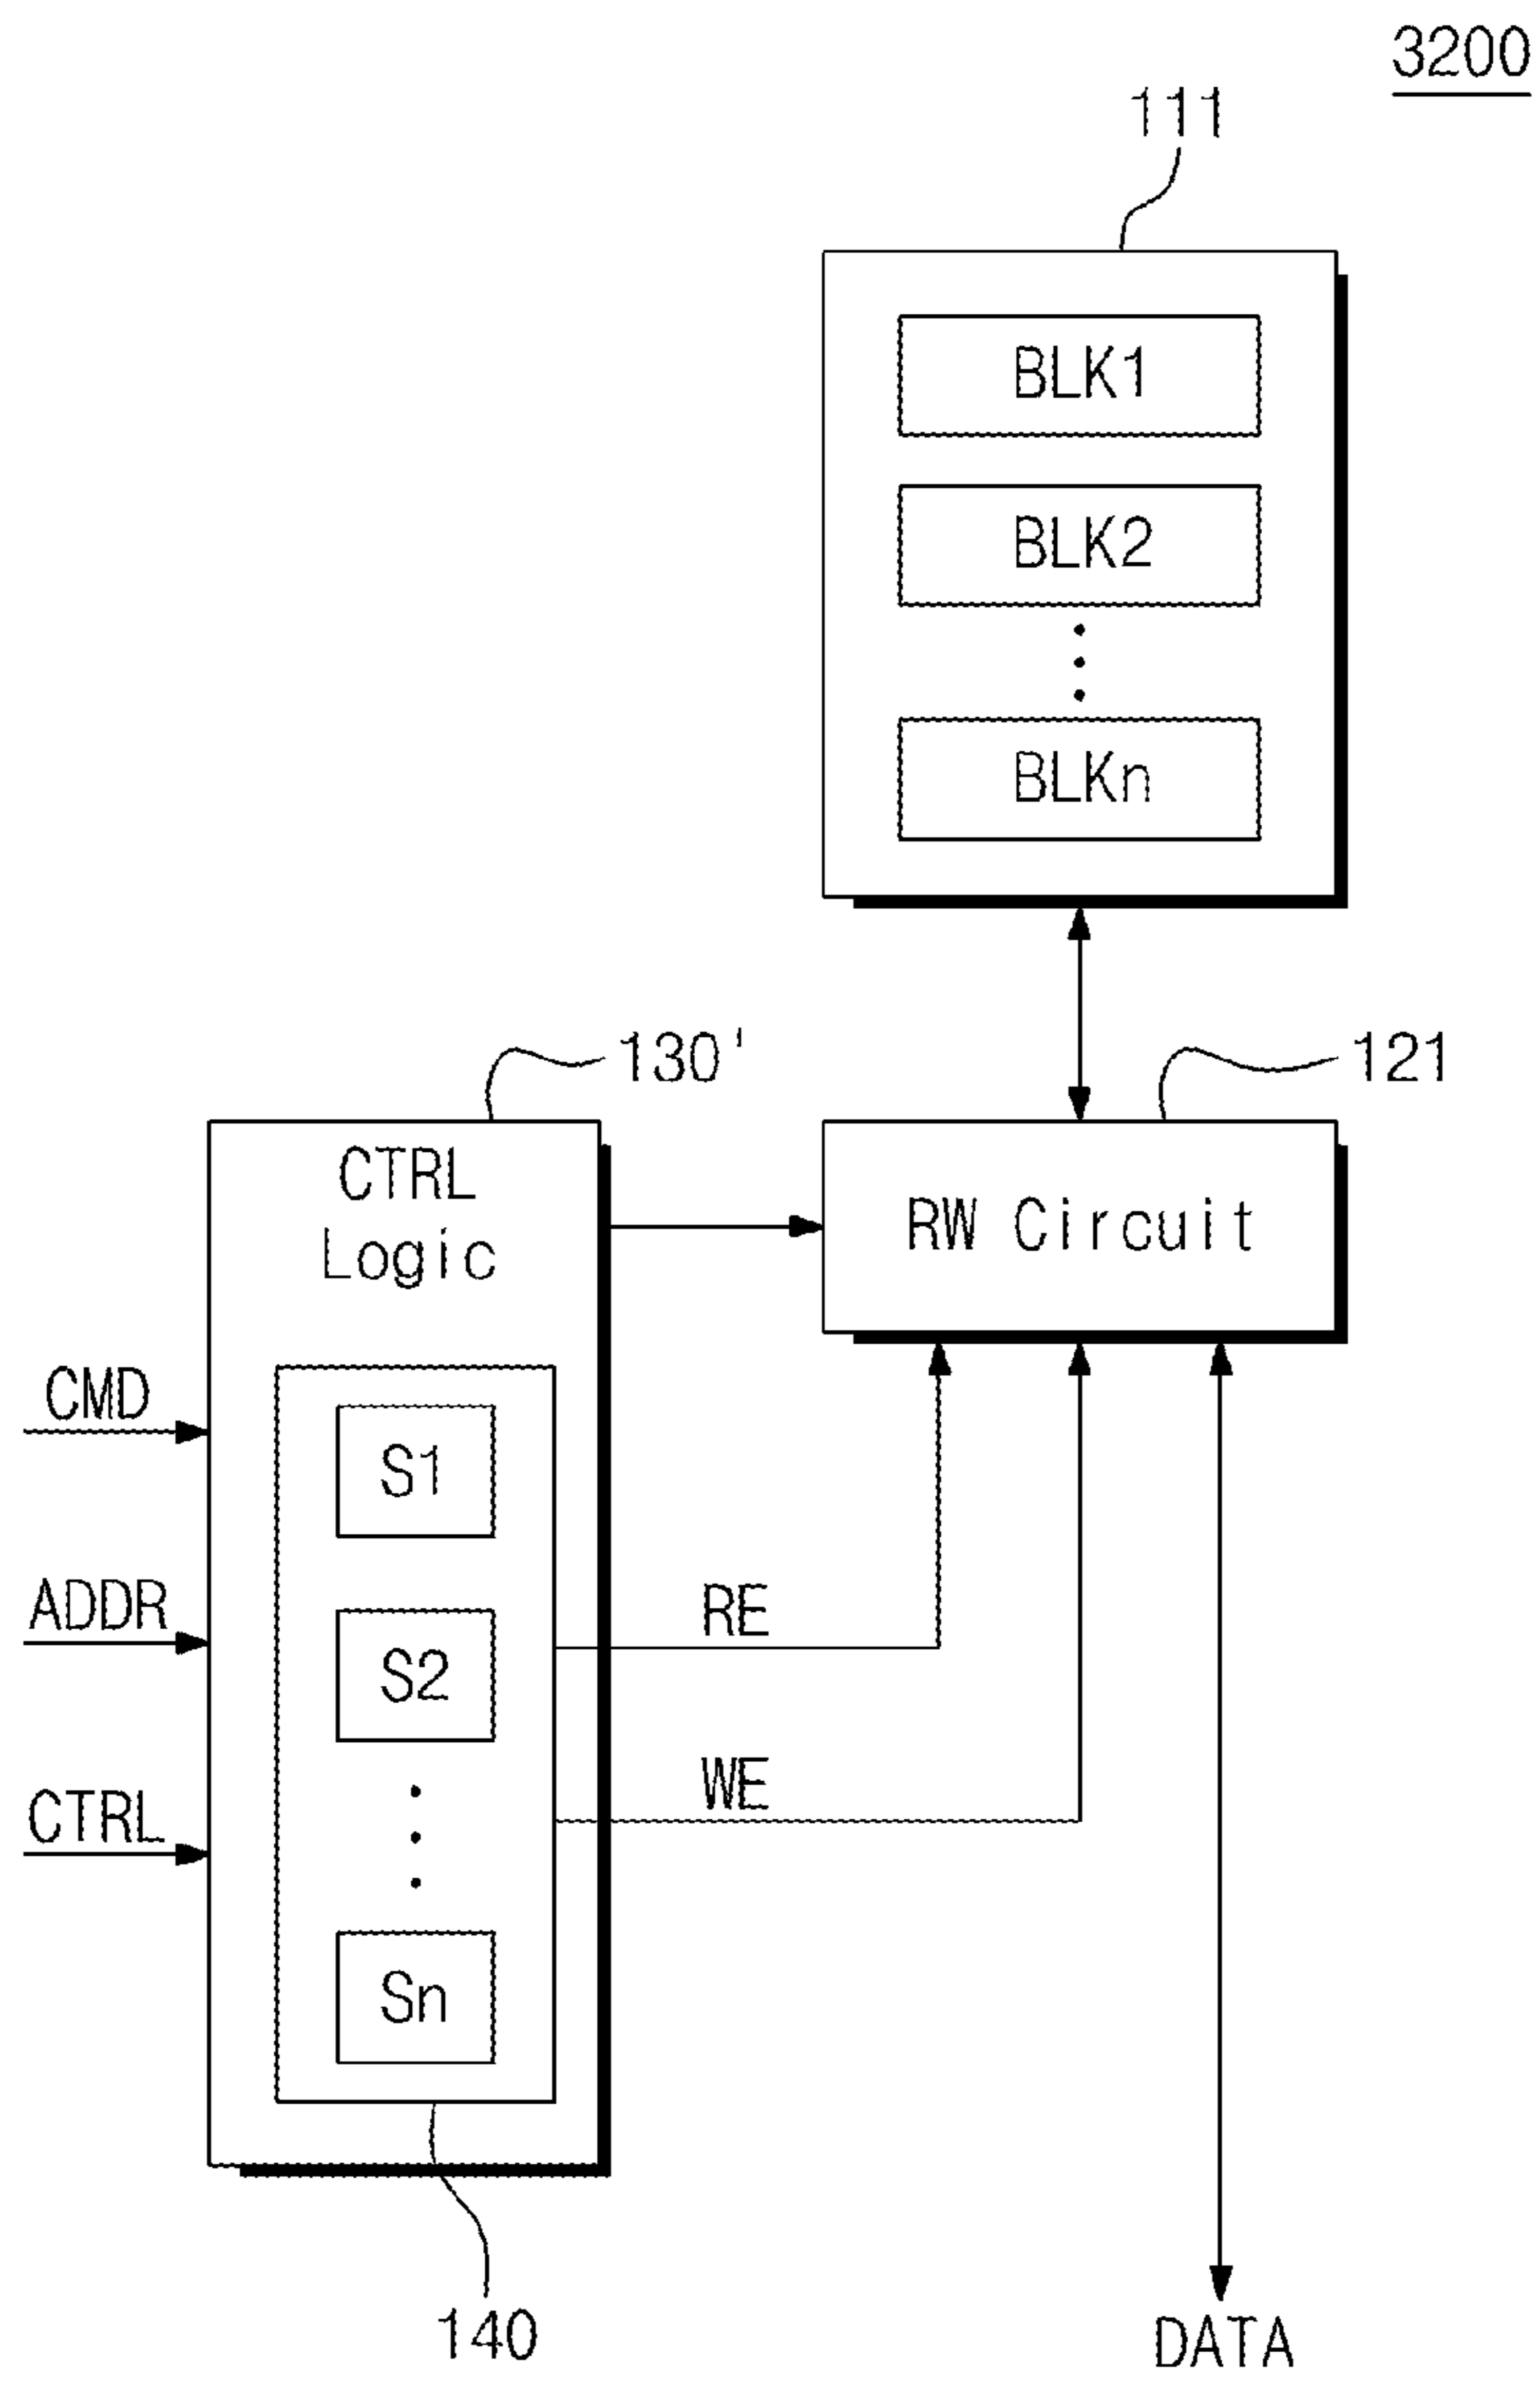 3200
111
BLK1
BLK2
BLKn
130'
121
CTRL
Logic
RW Circuit
CMD
S1
ADDR
RE
S2
WE
CTRL
Sn
140
DATA